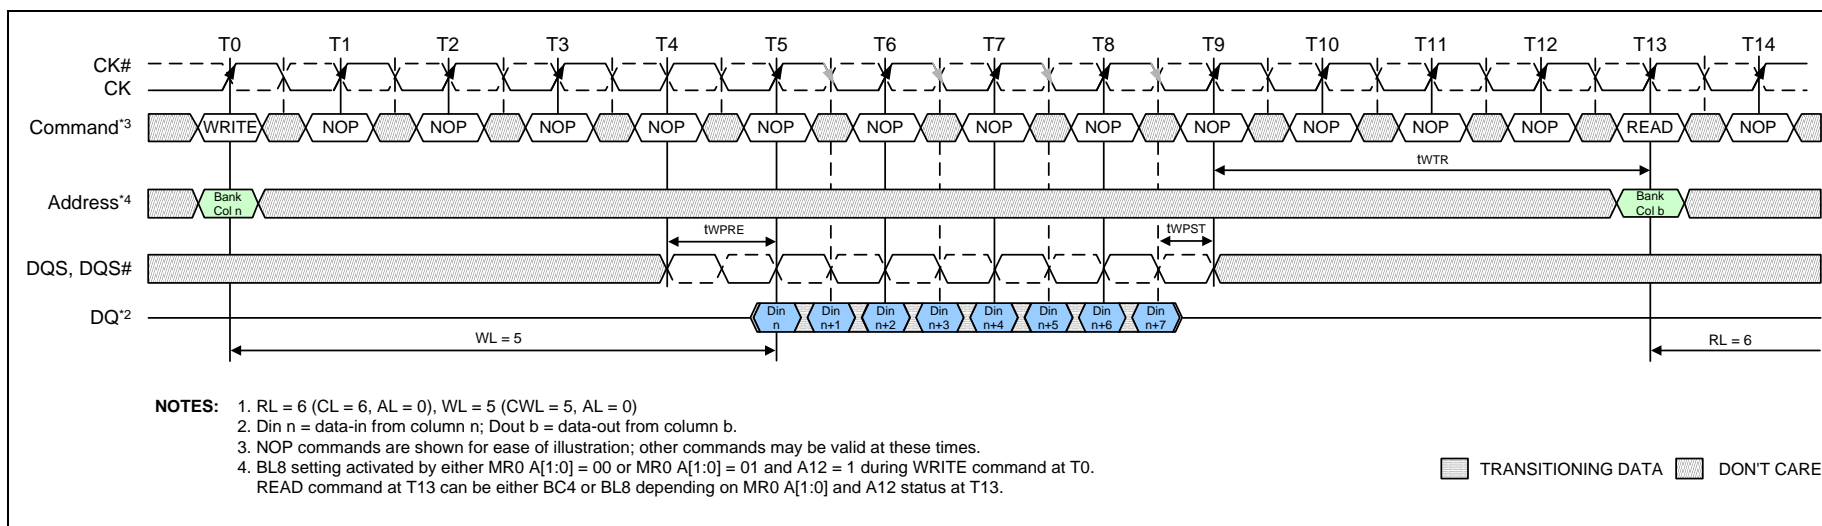 T0 T1 T2 T3 T4 T5 T6 T7 T8 T9 T10 T11 T12 T13 T14
CK#
CK
Command*3 WRITE NOP NOP NOP NOP NOP NOP NOP NOP NOP NOP NOP NOP READ NOP
tWTR
Address*4 Bank Col n Bank Col b
tWPRE tWPST
DQS, DQS#
DQ*2 Din n Din n+1 Din n+2 Din n+3 Din n+4 Din n+5 Din n+6 Din n+7
WL = 5 RL = 6
NOTES: 1. RL = 6 (CL = 6, AL = 0), WL = 5 (CWL = 5, AL = 0)
2. Din n = data-in from column n; Dout b = data-out from column b.
3. NOP commands are shown for ease of illustration; other commands may be valid at these times.
4. BL8 setting activated by either MR0 A[1:0] = 00 or MR0 A[1:0] = 01 and A12 = 1 during WRITE command at T0.
READ command at T13 can be either BC4 or BL8 depending on MR0 A[1:0] and A12 status at T13.
TRANSITIONING DATA DON'T CARE